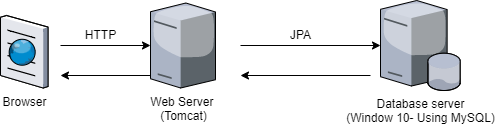 HTTP
JPA
Browser
Web Server
(Tomcat)
Database server
(Window 10- Using MySQL)